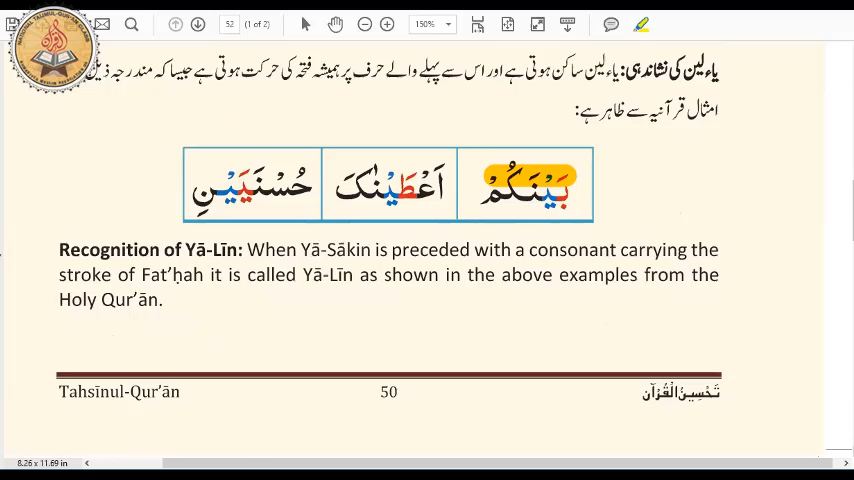 52 (1 of 2) 150%
یاءلین کی نشاندہی: یاءلین ساکن ہوتی ہے اور اس سے پہلے والے حرف پر ہمیشہ فتحہ کی حرکت ہوتی ہے جیسا کہ مندرجہ ذیل
امثال قرآنیہ سے ظاہر ہے:
بَيْنَكُمْ اَعْطَيْنٰكَ حُسْنَيَيْنِ
Recognition of Yā-Līn: When Yā-Sākin is preceded with a consonant carrying the
stroke of Fat’ḥah it is called Yā-Līn as shown in the above examples from the
Holy Qur’ān.
Tahsīnul-Qur’ān 50 تَحْسِينُ الْقُرْآن
8.26 x 11.69 in